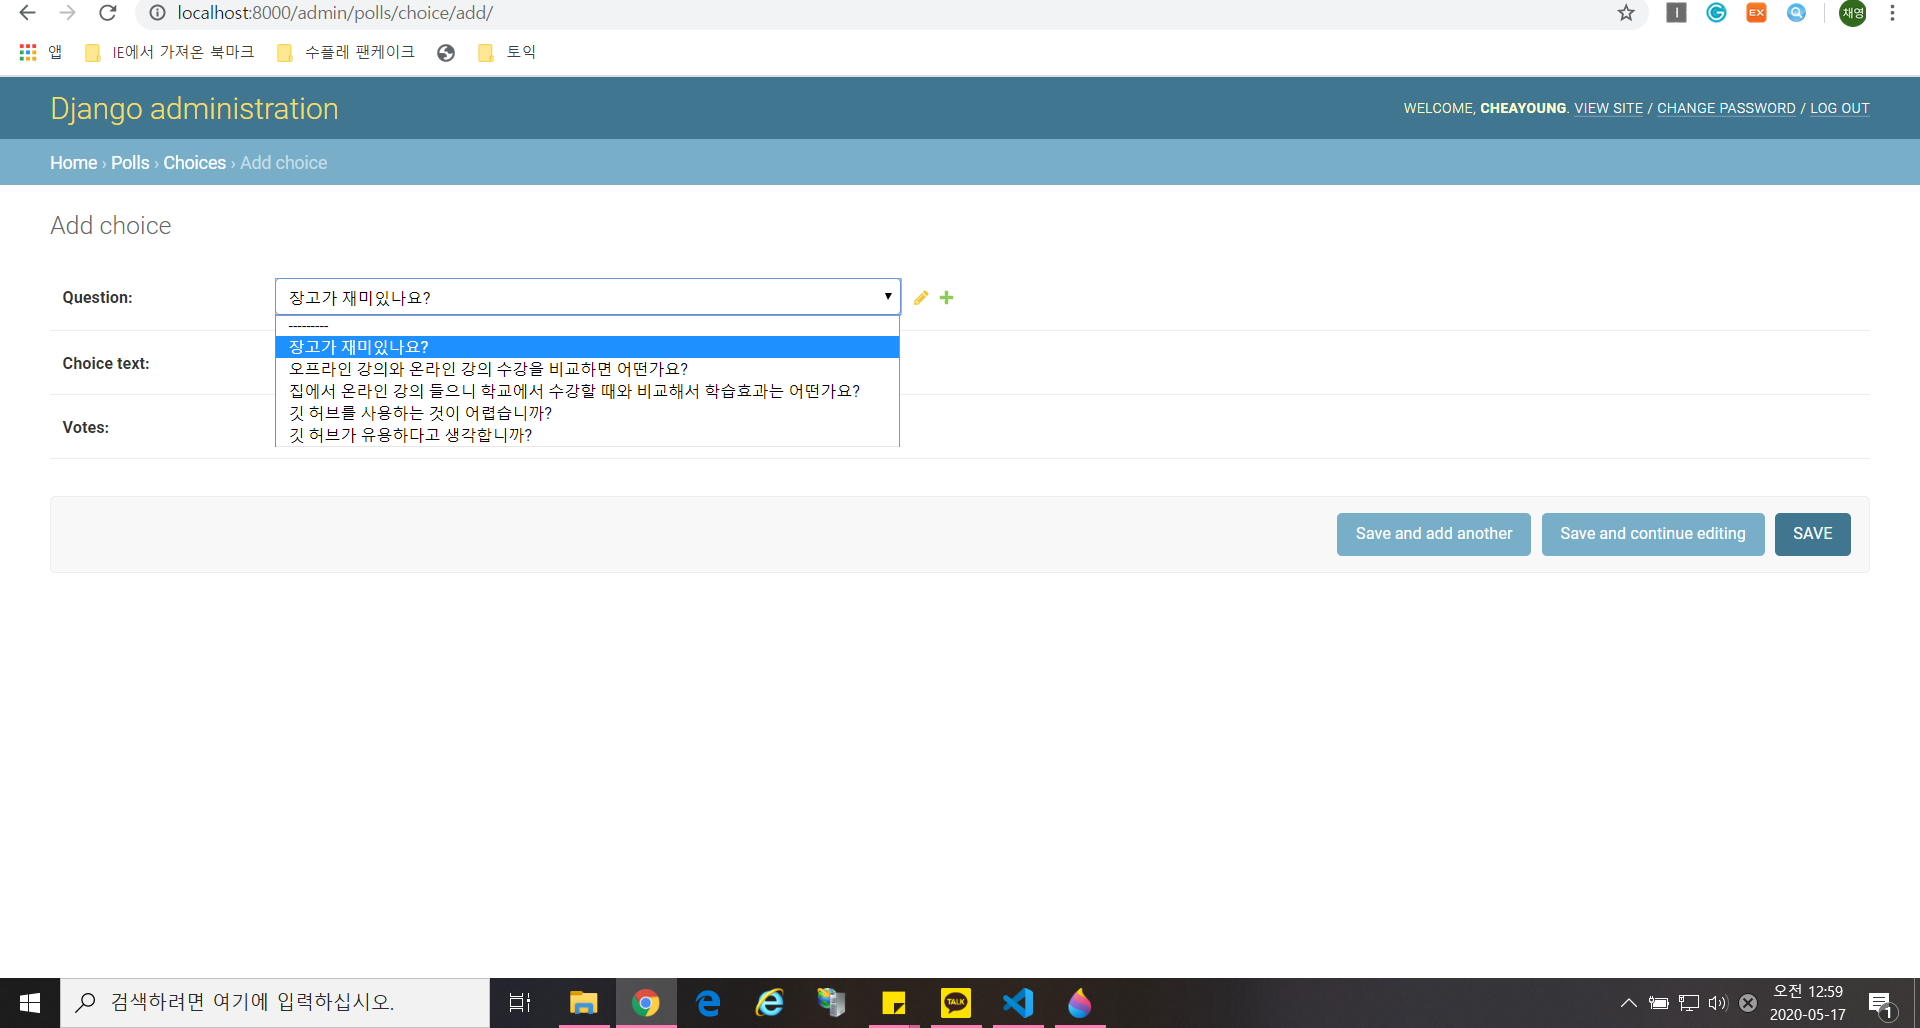 localhost:8000/admin/polls/choice/add/
EX
채영
앱 IE에서 가져온 북마크 수플레 팬케이크 토익
Django administration
WELCOME, CHEAYOUNG. VIEW SITE / CHANGE PASSWORD / LOG OUT
Home › Polls › Choices › Add choice
Add choice
Question: 장고가 재미있나요?
---------
장고가 재미있나요?
오프라인 강의와 온라인 강의 수강을 비교하면 어떤가요?
집에서 온라인 강의 들으니 학교에서 수강할 때와 비교해서 학습효과는 어떤가요?
깃 허브를 사용하는 것이 어렵습니까?
깃 허브가 유용하다고 생각합니까?
Choice text:
Votes:
Save and add another Save and continue editing SAVE
검색하려면 여기에 입력하십시오.
TALK
오전 12:59
2020-05-17
1